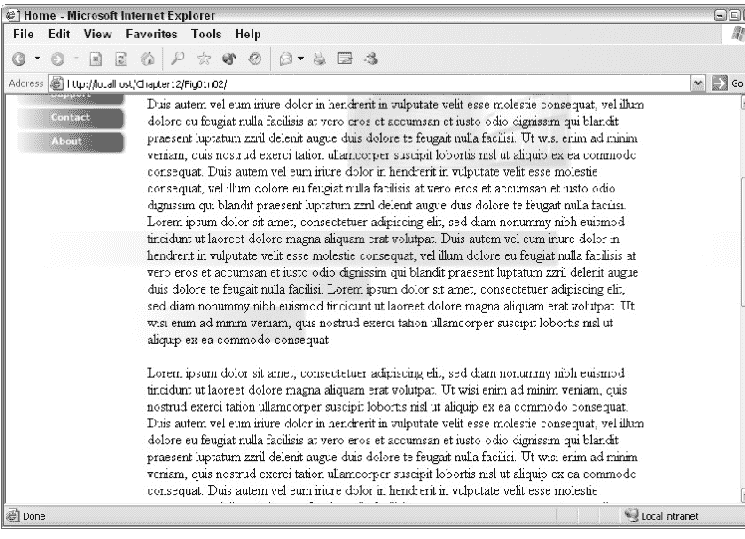 Home - Microsoft Internet Explorer
File Edit View Favorites Tools Help
Address http://localhost/Chapter12/Fig01n02/ Go
Support
Contact
About
Duis autem vel eum iriure dolor in hendrerit in vulputate velit esse molestie consequat, vel illum
dolore eu feugiat nulla facilisis at vero eros et accumsan et iusto odio dignissim qui blandit
praesent luptatum zzril delenit augue duis dolore te feugait nulla facilisi. Ut wisi enim ad minim
veniam, quis nostrud exerci tation ullamcorper suscipit lobortis nisl ut aliquip ex ea commodo
consequat. Duis autem vel eum iriure dolor in hendrerit in vulputate velit esse molestie
consequat, vel illum dolore eu feugiat nulla facilisis at vero eros et accumsan et iusto odio
dignissim qui blandit praesent luptatum zzril delenit augue duis dolore te feugait nulla facilisi.
Lorem ipsum dolor sit amet, consectetuer adipiscing elit, sed diam nonummy nibh euismod
tincidunt ut laoreet dolore magna aliquam erat volutpat. Duis autem vel eum iriure dolor in
hendrerit in vulputate velit esse molestie consequat, vel illum dolore eu feugiat nulla facilisis at
vero eros et accumsan et iusto odio dignissim qui blandit praesent luptatum zzril delenit augue
duis dolore te feugait nulla facilisi. Lorem ipsum dolor sit amet, consectetuer adipiscing elit,
sed diam nonummy nibh euismod tincidunt ut laoreet dolore magna aliquam erat volutpat. Ut
wisi enim ad minim veniam, quis nostrud exerci tation ullamcorper suscipit lobortis nisl ut
aliquip ex ea commodo consequat
Lorem ipsum dolor sit amet, consectetuer adipiscing elit, sed diam nonummy nibh euismod
tincidunt ut laoreet dolore magna aliquam erat volutpat. Ut wisi enim ad minim veniam, quis
nostrud exerci tation ullamcorper suscipit lobortis nisl ut aliquip ex ea commodo consequat.
Duis autem vel eum iriure dolor in hendrerit in vulputate velit esse molestie consequat, vel illum
dolore eu feugiat nulla facilisis at vero eros et accumsan et iusto odio dignissim qui blandit
praesent luptatum zzril delenit augue duis dolore te feugait nulla facilisi. Ut wisi enim ad minim
veniam, quis nostrud exerci tation ullamcorper suscipit lobortis nisl ut aliquip ex ea commodo
consequat. Duis autem vel eum iriure dolor in hendrerit in vulputate velit esse molestie
Done Local intranet